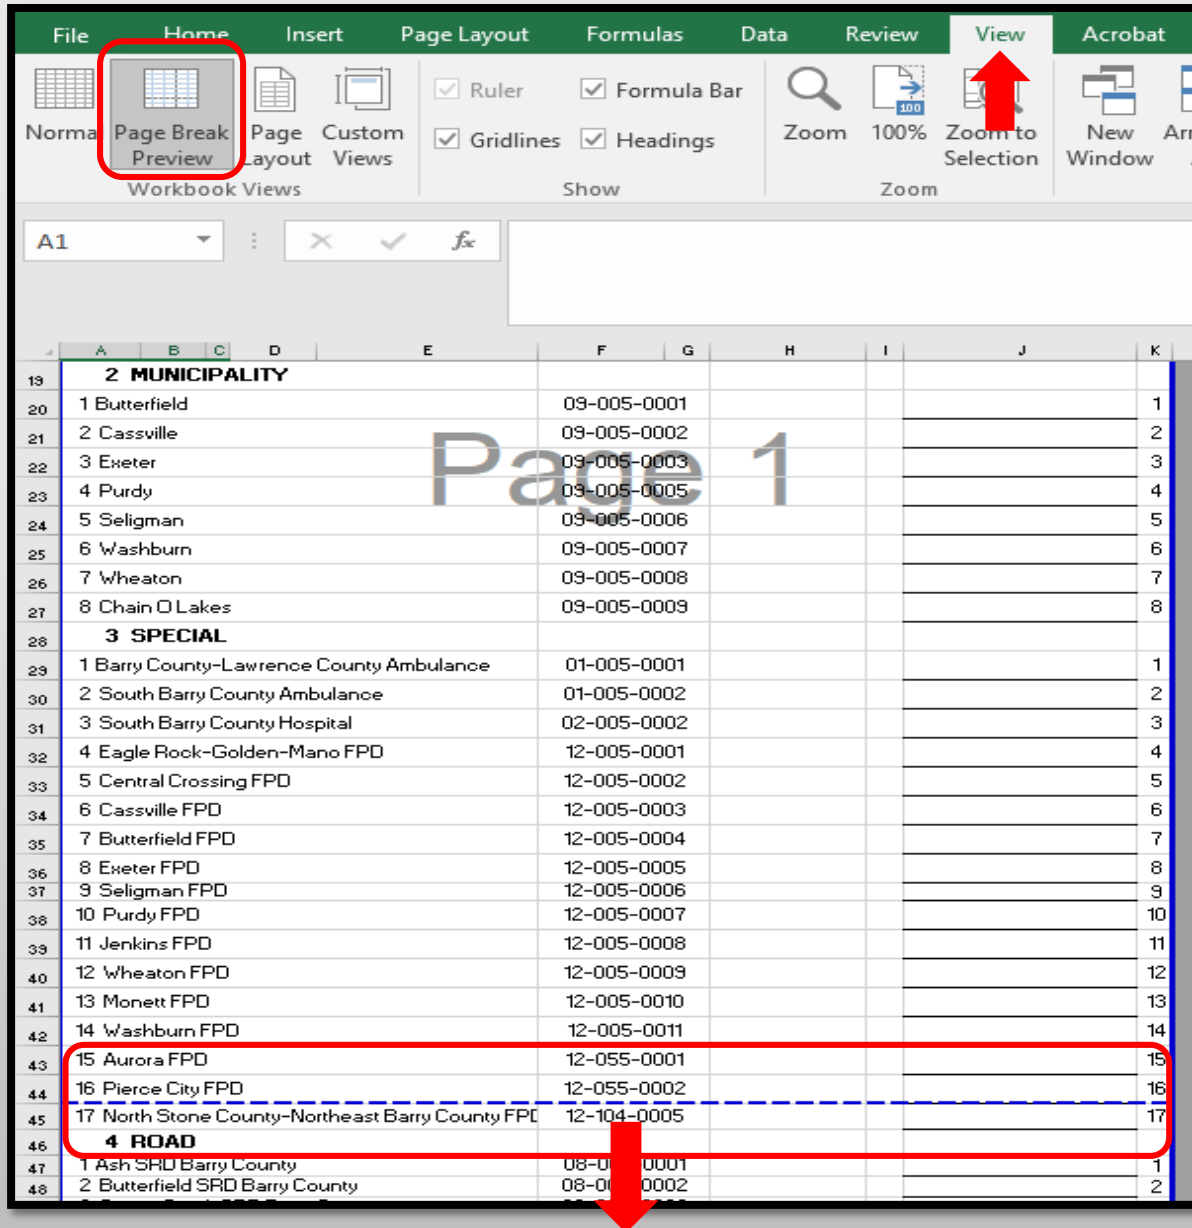 File Home Insert Page Layout Formulas Data Review View Acrobat
Ruler Formula Bar
Norma Page Break Page Custom Gridlines Headings Zoom 100% Zoom to New
Preview ayout Views Selection Window
Workbook Views Show Zoom
A1 fx
A B C D E F G H I J K
19 2 MUNICIPALITY
20 1 Butterfield 09-005-0001 1
21 2 Cassville 09-005-0002 2
Page 1
22 3 Exeter 09-005-0003 3
23 4 Purdy 09-005-0005 4
24 5 Seligman 09-005-0006 5
25 6 Washburn 09-005-0007 6
26 7 Wheaton 09-005-0008 7
27 8 Chain O Lakes 09-005-0009 8
28 3 SPECIAL
29 1 Barry County-Lawrence County Ambulance 01-005-0001 1
30 2 South Barry County Ambulance 01-005-0002 2
31 3 South Barry County Hospital 02-005-0002 3
32 4 Eagle Rock-Golden-Mano FPD 12-005-0001 4
33 5 Central Crossing FPD 12-005-0002 5
34 6 Cassville FPD 12-005-0003 6
35 7 Butterfield FPD 12-005-0004 7
36 8 Exeter FPD 12-005-0005 8
37 9 Seligman FPD 12-005-0006 9
38 10 Purdy FPD 12-005-0007 10
39 11 Jenkins FPD 12-005-0008 11
40 12 Wheaton FPD 12-005-0009 12
41 13 Monett FPD 12-005-0010 13
42 14 Washburn FPD 12-005-0011 14
43 15 Aurora FPD 12-055-0001 15
44 16 Pierce City FPD 12-055-0002 16
45 17 North Stone County-Northeast Barry County FPD 12-104-0005 17
46 4 ROAD
47 1 Ash SRD Barry County 1
48 2 Butterfield SRD Barry County 2